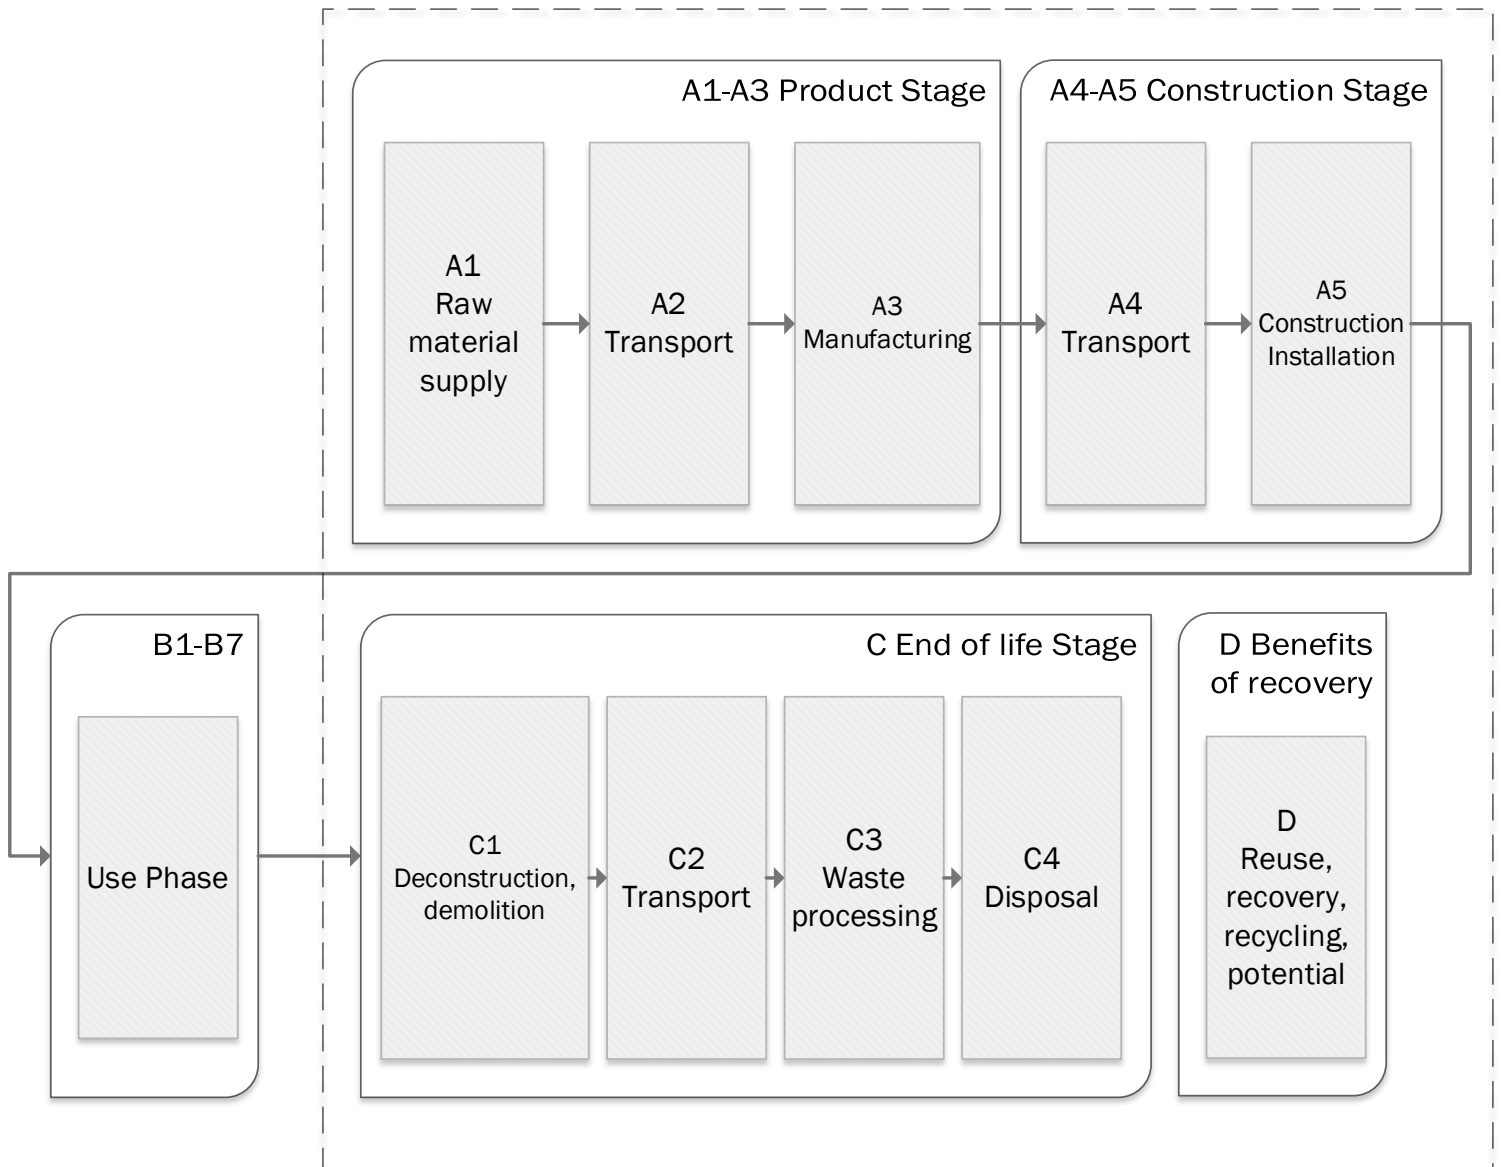 A1-A3 Product Stage
A1
Raw
material
supply
A2
Transport
A3
Manufacturing
A4-A5 Construction Stage
A4
Transport
A5
Construction
Installation
B1-B7
Use Phase
C End of life Stage
C1
Deconstruction,
demolition
C2
Transport
C3
Waste
processing
C4
Disposal
D Benefits
of recovery
D
Reuse,
recovery,
recycling,
potential